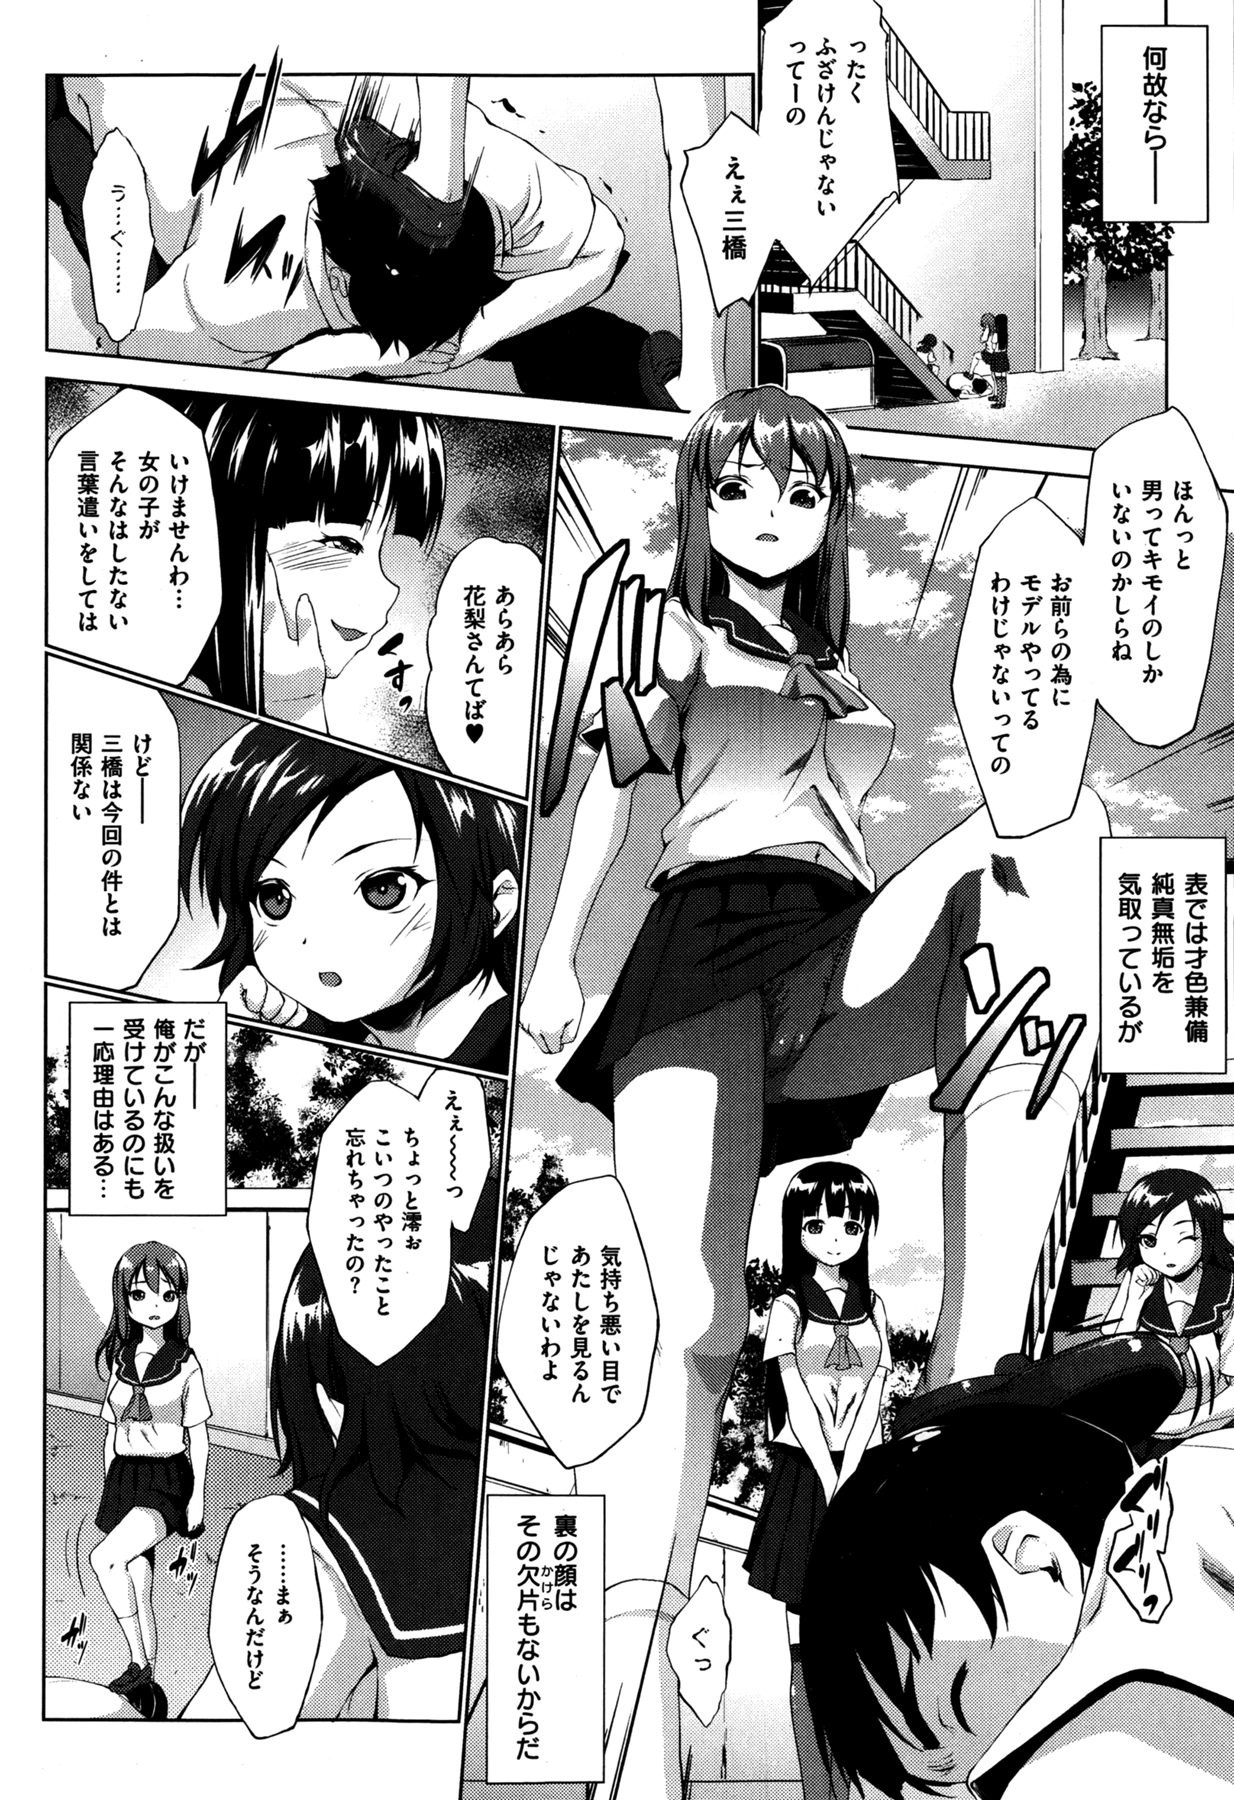 何故なら――
ったく
ふざけんじゃない
ってーの
えぇ三橋
う…ぐ……
ほんっと
男ってキモイのしか
いないのかしらね
お前らの為に
モデルやってる
わけじゃないっての
表では才色兼備
純真無垢を
気取っているが
あらあら
花梨さんてば♥
くすっ
いけませんわ…
女の子が
そんなはしたない
言葉遣いをしては
けど――
三橋は今回の件とは
関係ない
気持ち悪い目で
あたしを見るん
じゃないわよ
ぐっ
裏の顔は
その欠片もないからだ
かけら
だが――
俺がこんな扱いを
受けているのにも
一応理由はある…
えぇ～～～っ
ちょっと澪ぉ
こいつのやったこと
忘れちゃったの?
……まぁ
そうなんだけど
ガッ
ガッ